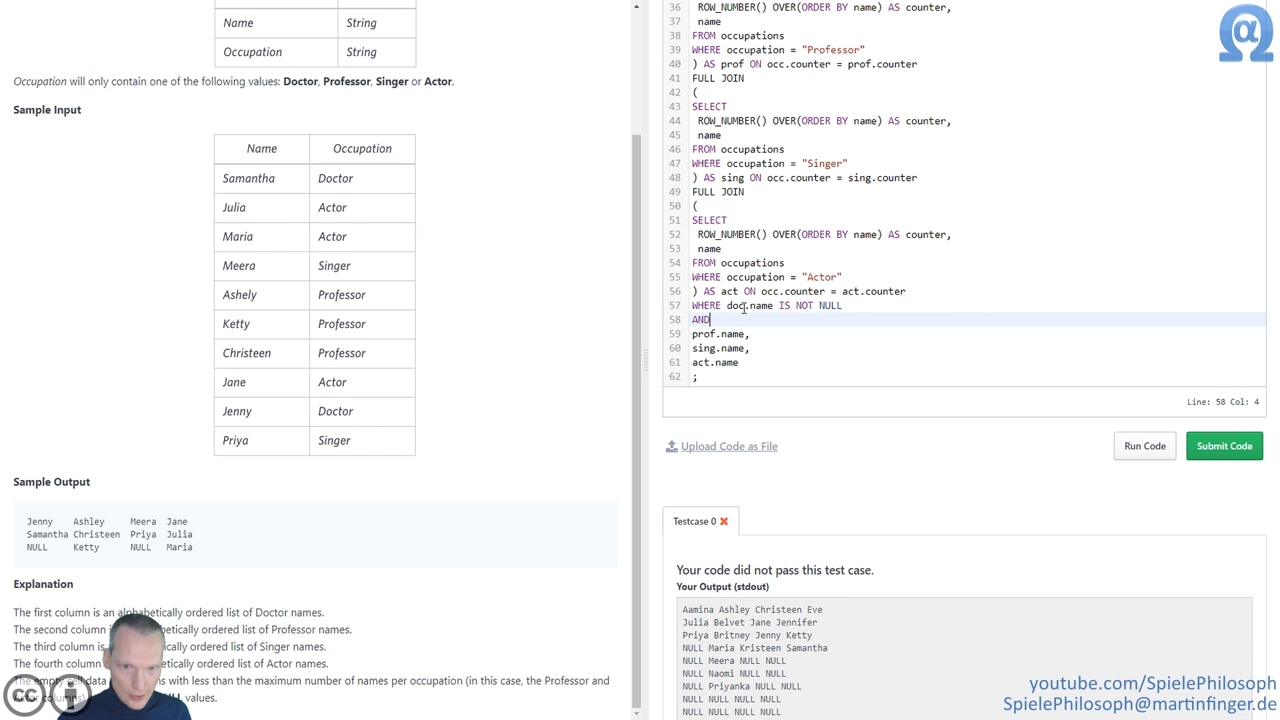 Name String
Occupation String
Occupation will only contain one of the following values: Doctor, Professor, Singer or Actor.
Sample Input
Name Occupation
Samantha Doctor
Julia Actor
Maria Actor
Meera Singer
Ashely Professor
Ketty Professor
Christeen Professor
Jane Actor
Jenny Doctor
Priya Singer
Sample Output
Jenny Ashley Meera Jane
Samantha Christeen Priya Julia
NULL Ketty NULL Maria
Explanation
The first column is an alphabetically ordered list of Doctor names.
The second column is alphabetically ordered list of Professor names.
The third column is alphabetically ordered list of Singer names.
The fourth column alphabetically ordered list of Actor names.
The empty cell data with less than the maximum number of names per occupation (in this case, the Professor and
Actor columns) NULL values.
36 ROW_NUMBER() OVER(ORDER BY name) AS counter,
37 name
38 FROM occupations
39 WHERE occupation = "Professor"
40 ) AS prof ON occ.counter = prof.counter
41 FULL JOIN
42 (
43 SELECT
44 ROW_NUMBER() OVER(ORDER BY name) AS counter,
45 name
46 FROM occupations
47 WHERE occupation = "Singer"
48 ) AS sing ON occ.counter = sing.counter
49 FULL JOIN
50 (
51 SELECT
52 ROW_NUMBER() OVER(ORDER BY name) AS counter,
53 name
54 FROM occupations
55 WHERE occupation = "Actor"
56 ) AS act ON occ.counter = act.counter
57 WHERE doc.name IS NOT NULL
58 AND
59 prof.name,
60 sing.name,
61 act.name
62 ;
Line: 58 Col: 4
Upload Code as File
Run Code
Submit Code
Testcase 0
Your code did not pass this test case.
Your Output (stdout)
Aamina Ashley Christeen Eve
Julia Belvet Jane Jennifer
Priya Britney Jenny Ketty
NULL Maria Kristeen Samantha
NULL Meera NULL NULL
NULL Naomi NULL NULL
NULL Priyanka NULL NULL
NULL NULL NULL NULL
NULL NULL NULL NULL
youtube.com/SpielePhilosoph
SpielePhilosoph@martinfinger.de
cc